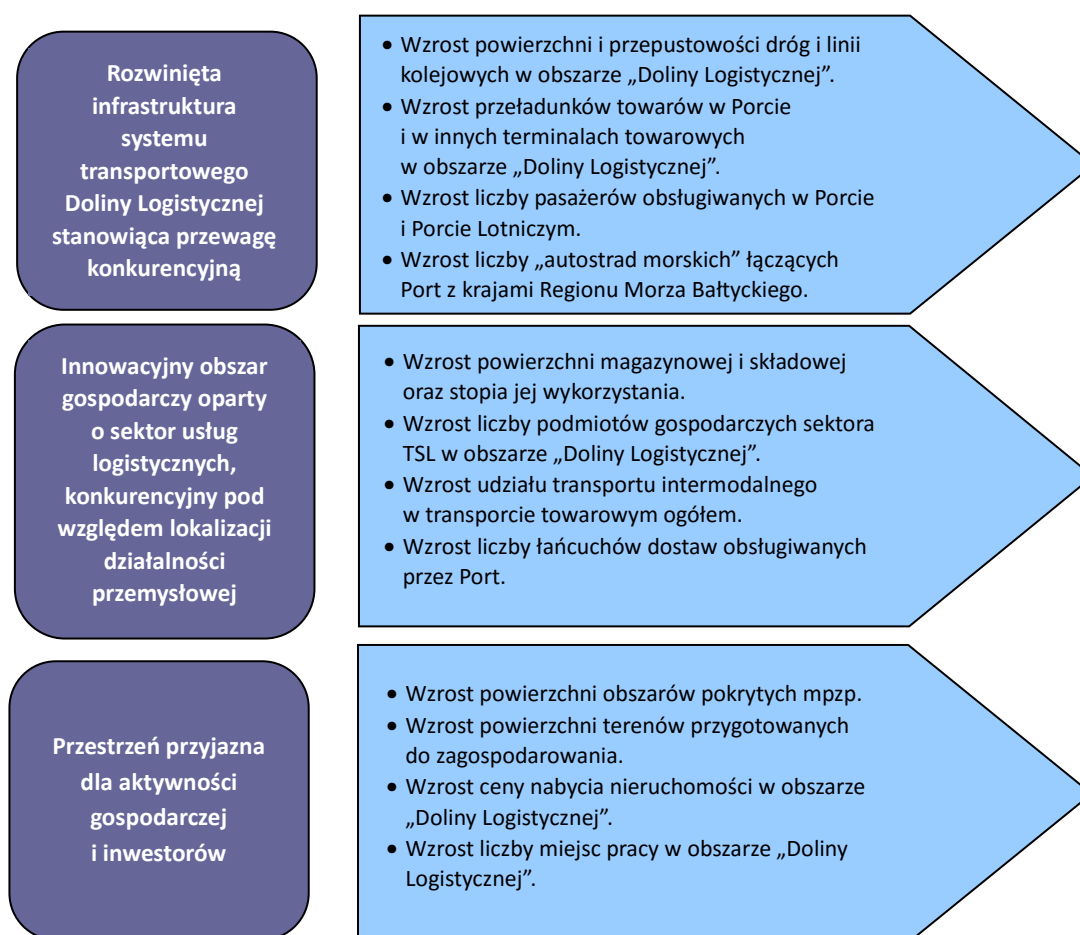 Rozwinięta
infrastruktura
systemu
transportowego
Doliny Logistycznej
stanowiąca przewagę
konkurencyjną
• Wzrost powierzchni i przepustowości dróg i linii
kolejowych w obszarze „Doliny Logistycznej”.
• Wzrost przeładunków towarów w Porcie
i w innych terminalach towarowych
w obszarze „Doliny Logistycznej”.
• Wzrost liczby pasażerów obsługiwanych w Porcie
i Porcie Lotniczym.
• Wzrost liczby „autostrad morskich” łączących
Port z krajami Regionu Morza Bałtyckiego.
Innowacyjny obszar
gospodarczy oparty
o sektor usług
logistycznych,
konkurencyjny pod
względem lokalizacji
działalności
przemysłowej
• Wzrost powierzchni magazynowej i składowej
oraz stopia jej wykorzystania.
• Wzrost liczby podmiotów gospodarczych sektora
TSL w obszarze „Doliny Logistycznej”.
• Wzrost udziału transportu intermodalnego
w transporcie towarowym ogółem.
• Wzrost liczby łańcuchów dostaw obsługiwanych
przez Port.
Przestrzeń przyjazna
dla aktywności
gospodarczej
i inwestorów
• Wzrost powierzchni obszarów pokrytych mpzp.
• Wzrost powierzchni terenów przygotowanych
do zagospodarowania.
• Wzrost ceny nabycia nieruchomości w obszarze
„Doliny Logistycznej”.
• Wzrost liczby miejsc pracy w obszarze „Doliny
Logistycznej”.